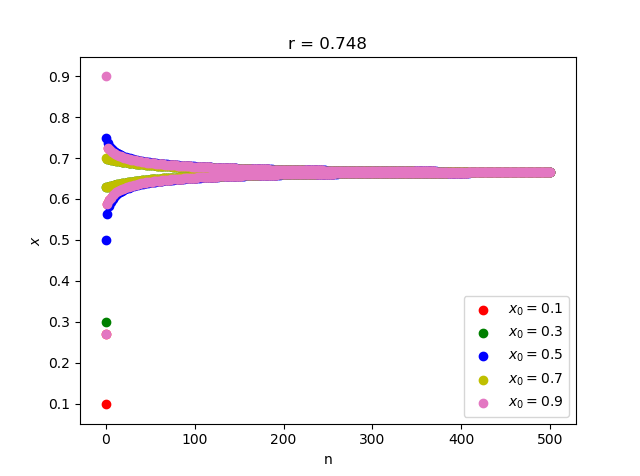 r = 0.748
x
0.9
0.8
0.7
0.6
0.5
0.4
0.3
0.2
0.1
0
100
200
300
400
500
n
x₀ = 0.1
x₀ = 0.3
x₀ = 0.5
x₀ = 0.7
x₀ = 0.9